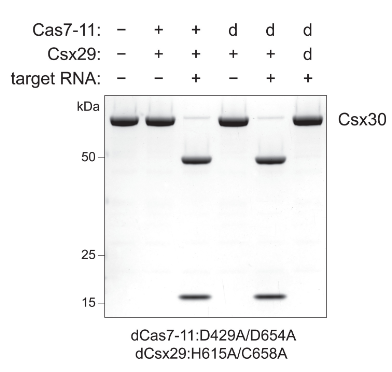 Cas7-11: – + + d d d
Csx29: – + + + + d
target RNA: – – + – + +
kDa
Csx30
50
25
15
dCas7-11:D429A/D654A
dCsx29:H615A/C658A